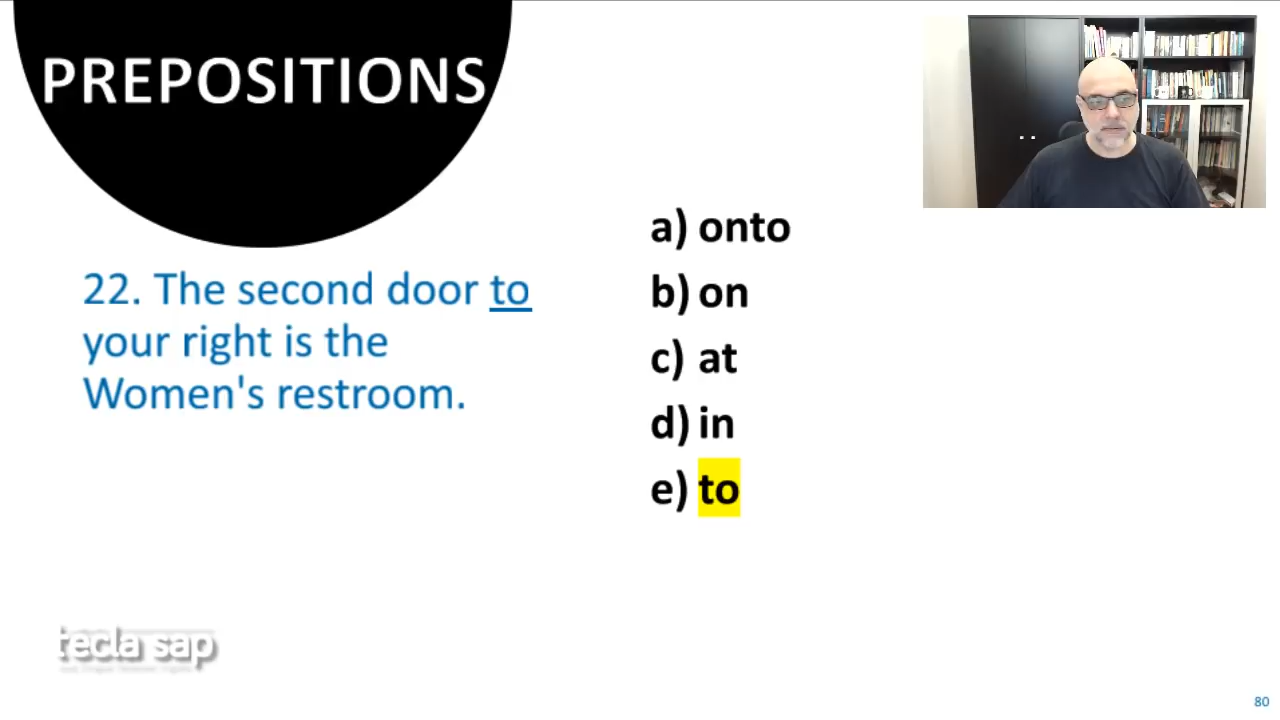 PREPOSITIONS
22. The second door to
your right is the
Women's restroom.
a) onto
b) on
c) at
d) in
e) to
tecla sap
80